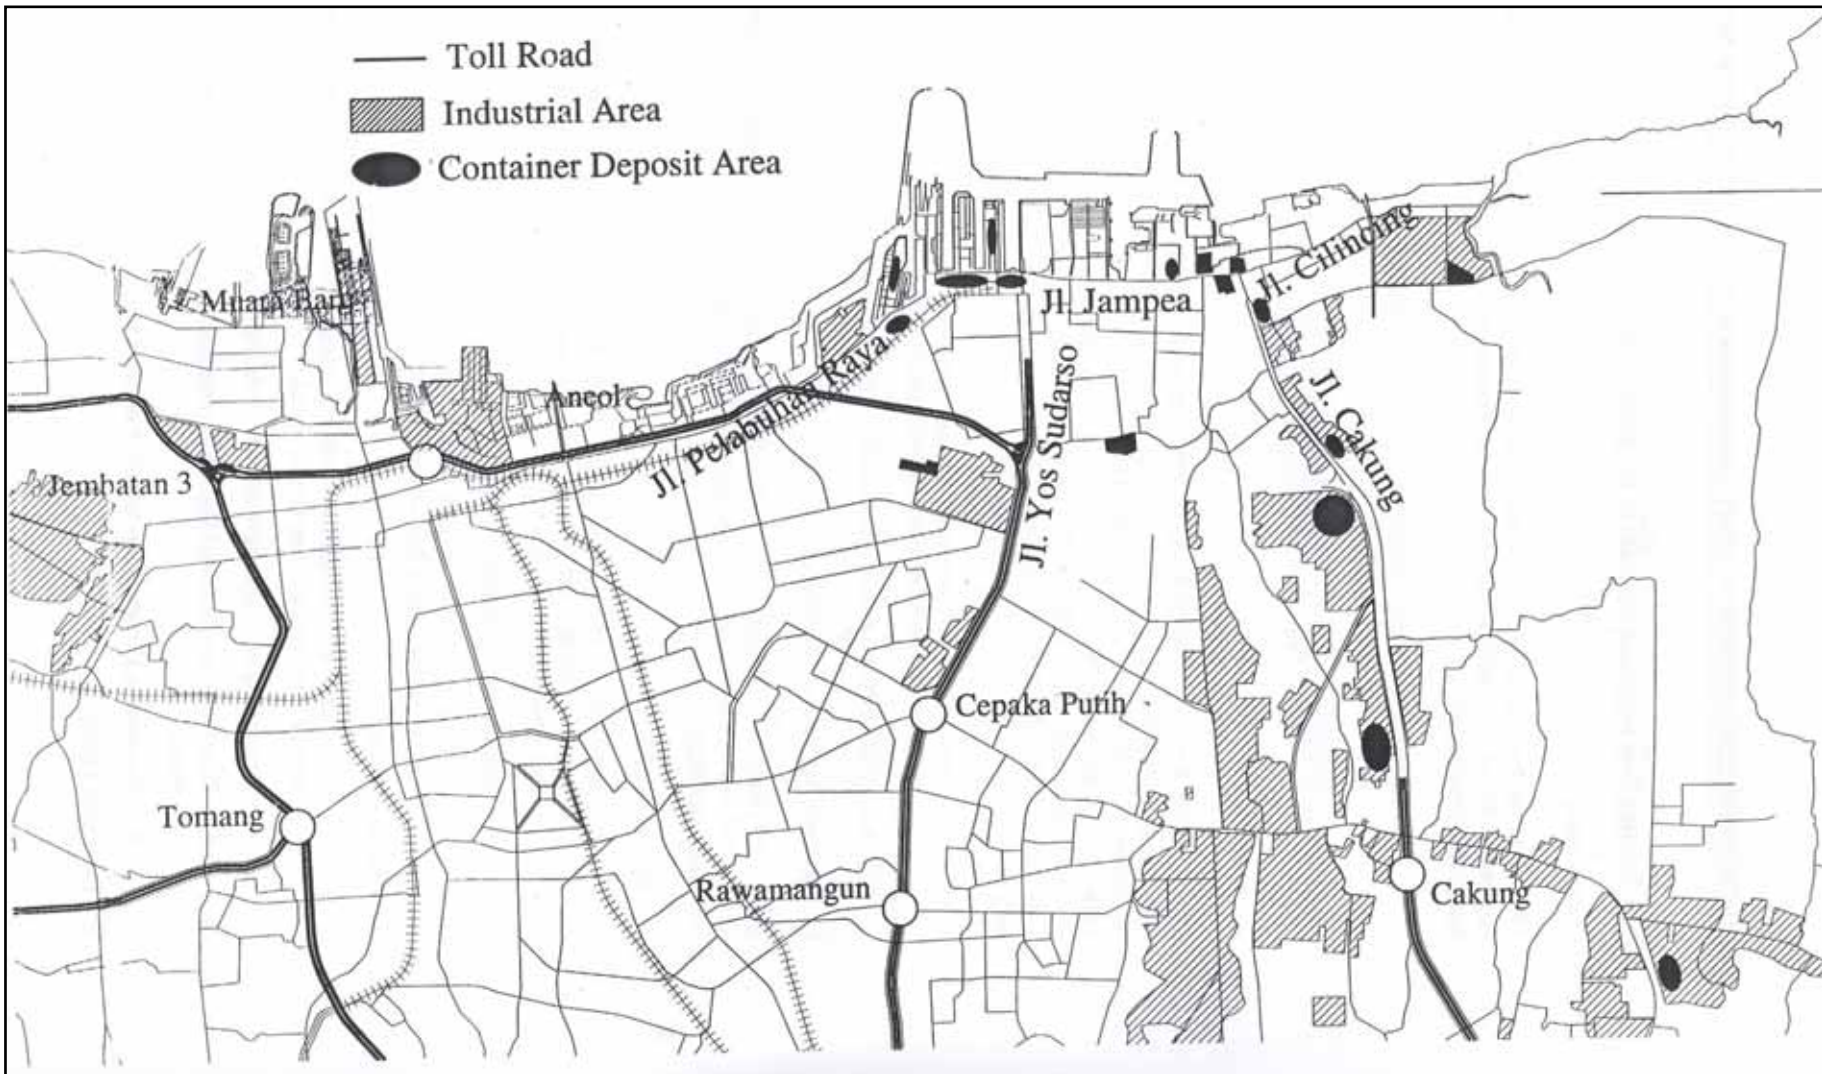 Toll Road
Industrial Area
Container Deposit Area
Muara Baru
Jl. Cilincing
Jl. Jampea
Ancol
Jl. Pelabuhan Raya
Jl. Yos Sudarso
Jl. Cakung
Jembatan 3
Cepaka Putih
Tomang
Rawamangun
Cakung